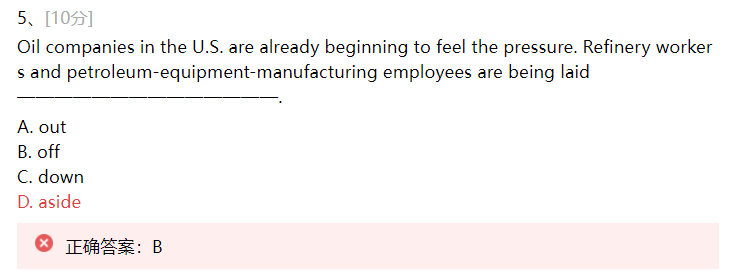 5、[10分]
Oil companies in the U.S. are already beginning to feel the pressure. Refinery worker
s and petroleum-equipment-manufacturing employees are being laid
————————————————.
A. out
B. off
C. down
D. aside
正确答案：B